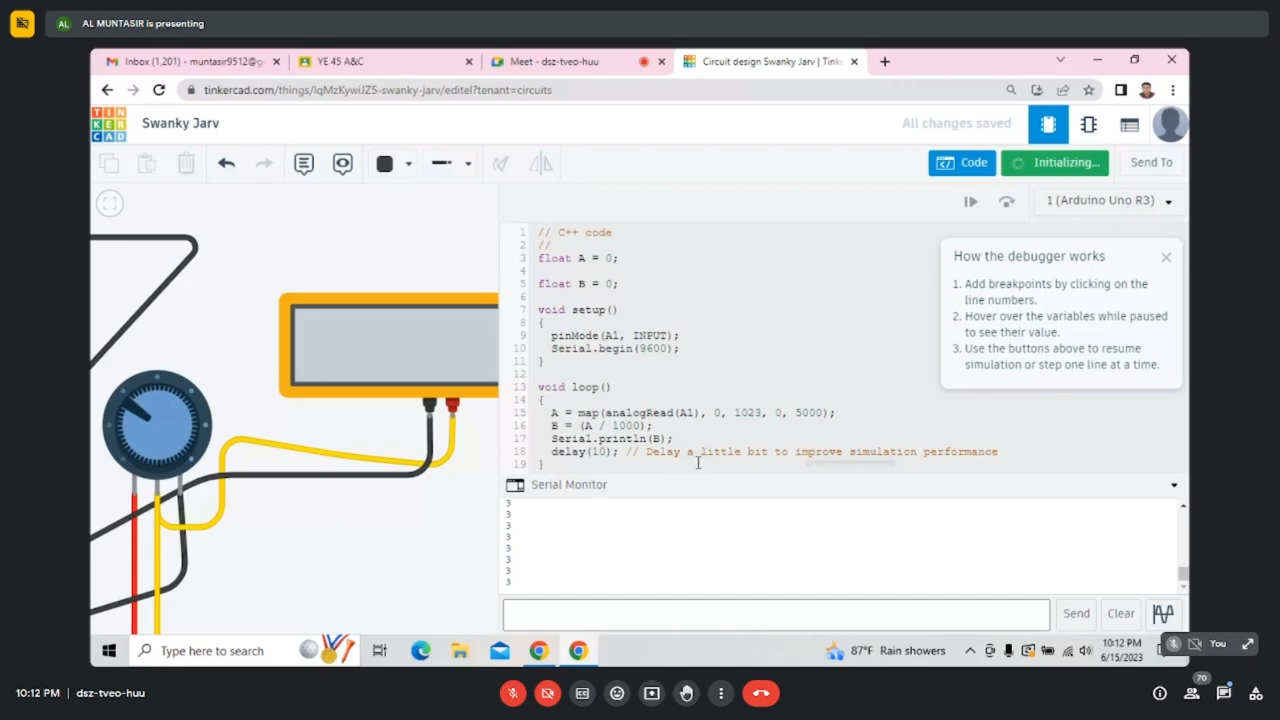 AL
AL MUNTASIR is presenting
Inbox (1,201) - muntasir9512@g
YE 45 A&C
Meet - dsz-tveo-huu
Circuit design Swanky Jarv | Tink
tinkercad.com/things/lqMzKywiJZ5-swanky-jarv/editel?tenant=circuits
TIN
KER
CAD
Swanky Jarv
All changes saved
Code
Initializing...
Send To
1 (Arduino Uno R3)
1 // C++ code
2 //
3 float A = 0;
4
5 float B = 0;
6
7 void setup()
8 {
9 pinMode(A1, INPUT);
10 Serial.begin(9600);
11 }
12
13 void loop()
14 {
15 A = map(analogRead(A1), 0, 1023, 0, 5000);
16 B = (A / 1000);
17 Serial.println(B);
18 delay(10); // Delay a little bit to improve simulation performance
19 }
How the debugger works
1. Add breakpoints by clicking on the
line numbers.
2. Hover over the variables while paused
to see their value.
3. Use the buttons above to resume
simulation or step one line at a time.
Serial Monitor
3
3
3
3
3
3
3
3
Send
Clear
Type here to search
87°F Rain showers
10:12 PM
6/15/2023
You
10:12 PM | dsz-tveo-huu
70